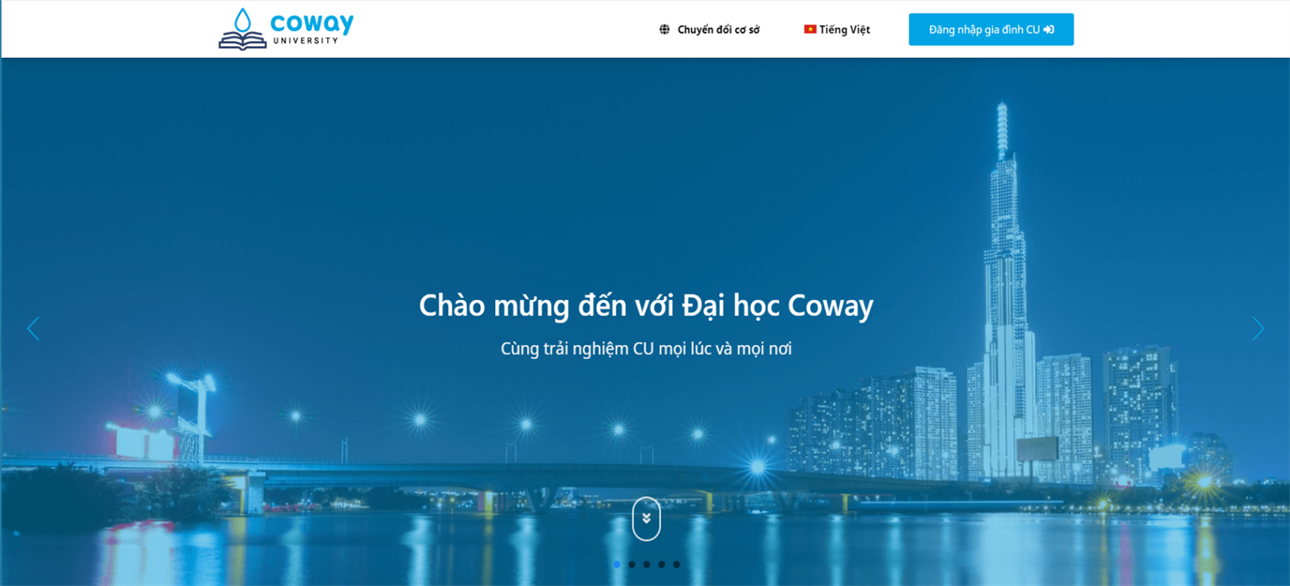 coway
UNIVERSITY
Chuyển đổi cơ sở
Tiếng Việt
Đăng nhập gia đình CU
Chào mừng đến với Đại học Coway
Cùng trải nghiệm CU mọi lúc và mọi nơi